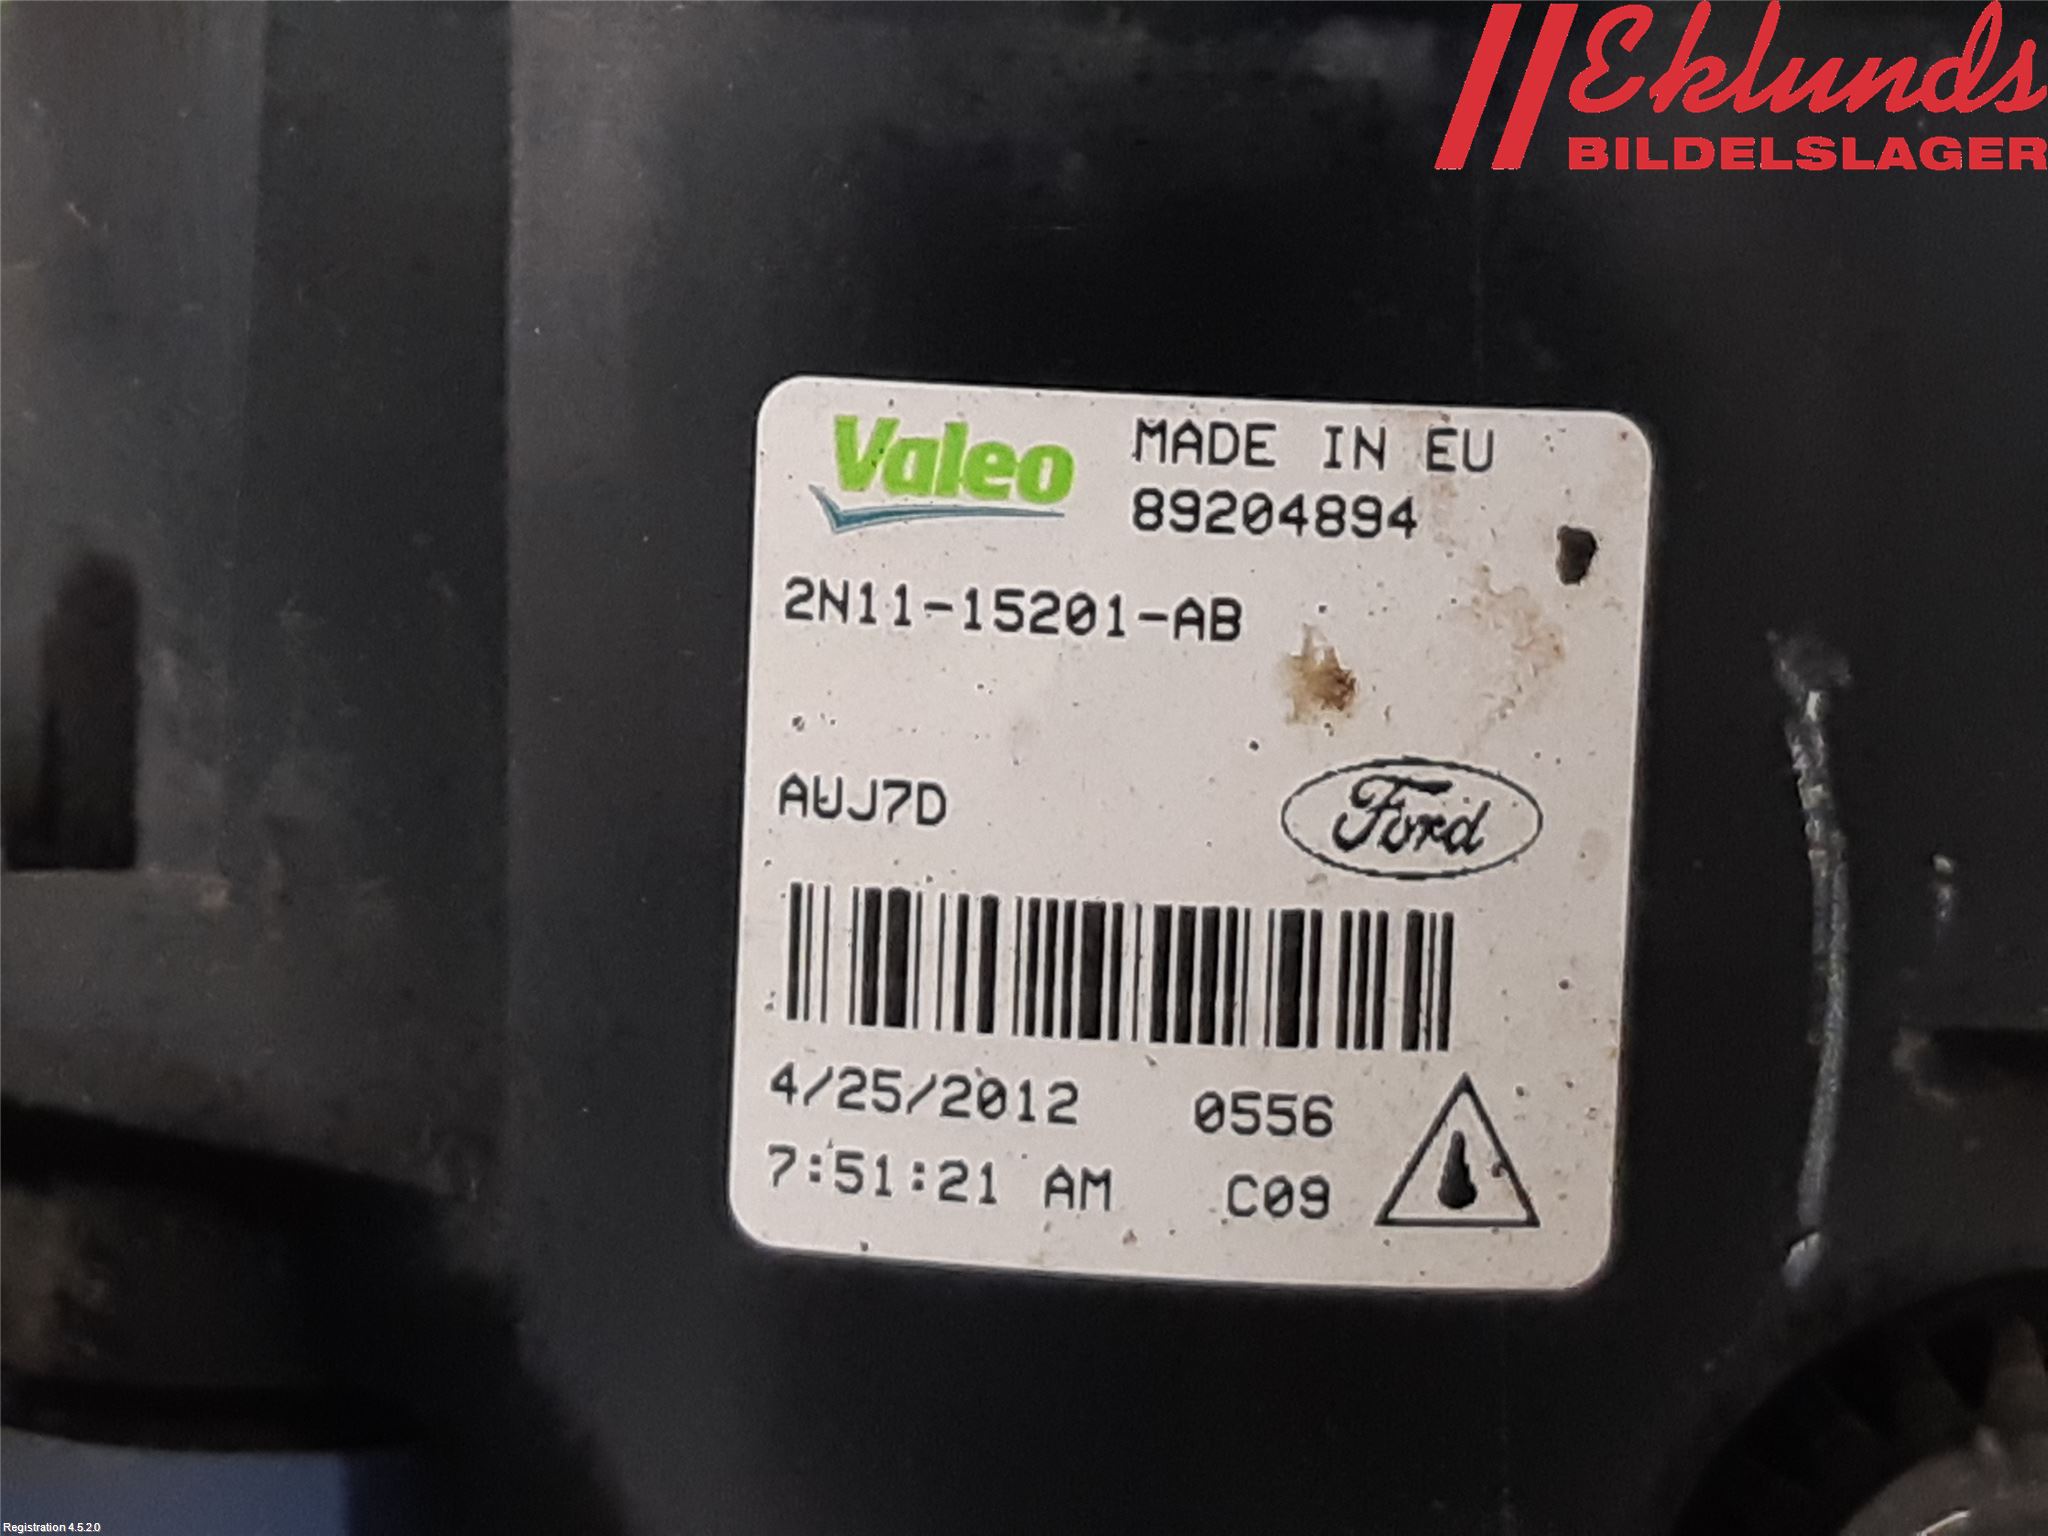 Eklunds
BILDELSLAGER
Valeo
MADE IN EU
89204894
2N11-15201-AB
AUJ7D
Ford
4/25/2012 0556
7:51:21 AM C09
Registration 4.5.2.0